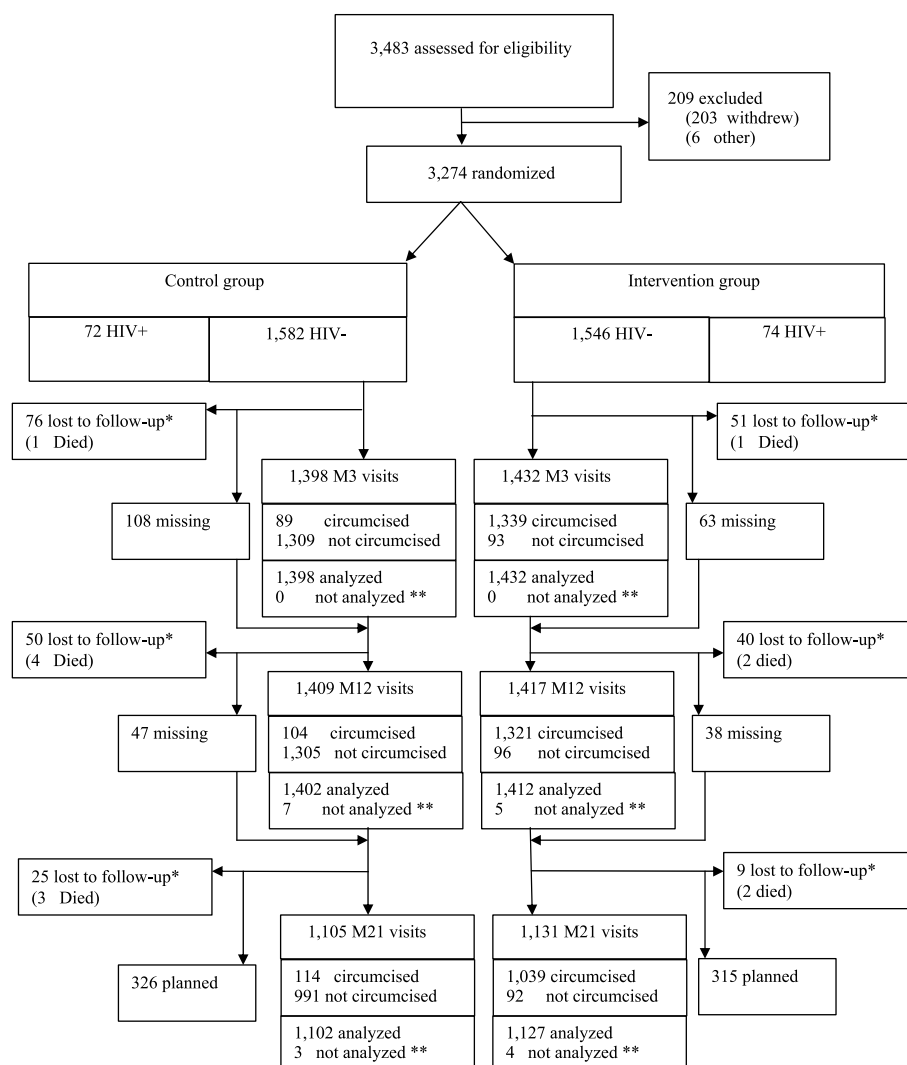 3,483 assessed for eligibility
209 excluded
(203 withdrew)
(6 other)
3,274 randomized
Control group
72 HIV+
1,582 HIV-
Intervention group
1,546 HIV-
74 HIV+
76 lost to follow-up*
(1 Died)
51 lost to follow-up*
(1 Died)
108 missing
1,398 M3 visits
89 circumcised
1,309 not circumcised
1,398 analyzed
0 not analyzed **
1,432 M3 visits
1,339 circumcised
93 not circumcised
1,432 analyzed
0 not analyzed **
63 missing
50 lost to follow-up*
(4 Died)
40 lost to follow-up*
(2 died)
47 missing
1,409 M12 visits
104 circumcised
1,305 not circumcised
1,402 analyzed
7 not analyzed **
1,417 M12 visits
1,321 circumcised
96 not circumcised
1,412 analyzed
5 not analyzed **
38 missing
25 lost to follow-up*
(3 Died)
9 lost to follow-up*
(2 died)
326 planned
1,105 M21 visits
114 circumcised
991 not circumcised
1,102 analyzed
3 not analyzed **
1,131 M21 visits
1,039 circumcised
92 not circumcised
1,127 analyzed
4 not analyzed **
315 planned